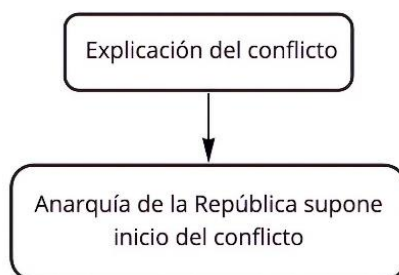 Explicación del conflicto
Anarquía de la República supone
inicio del conflicto